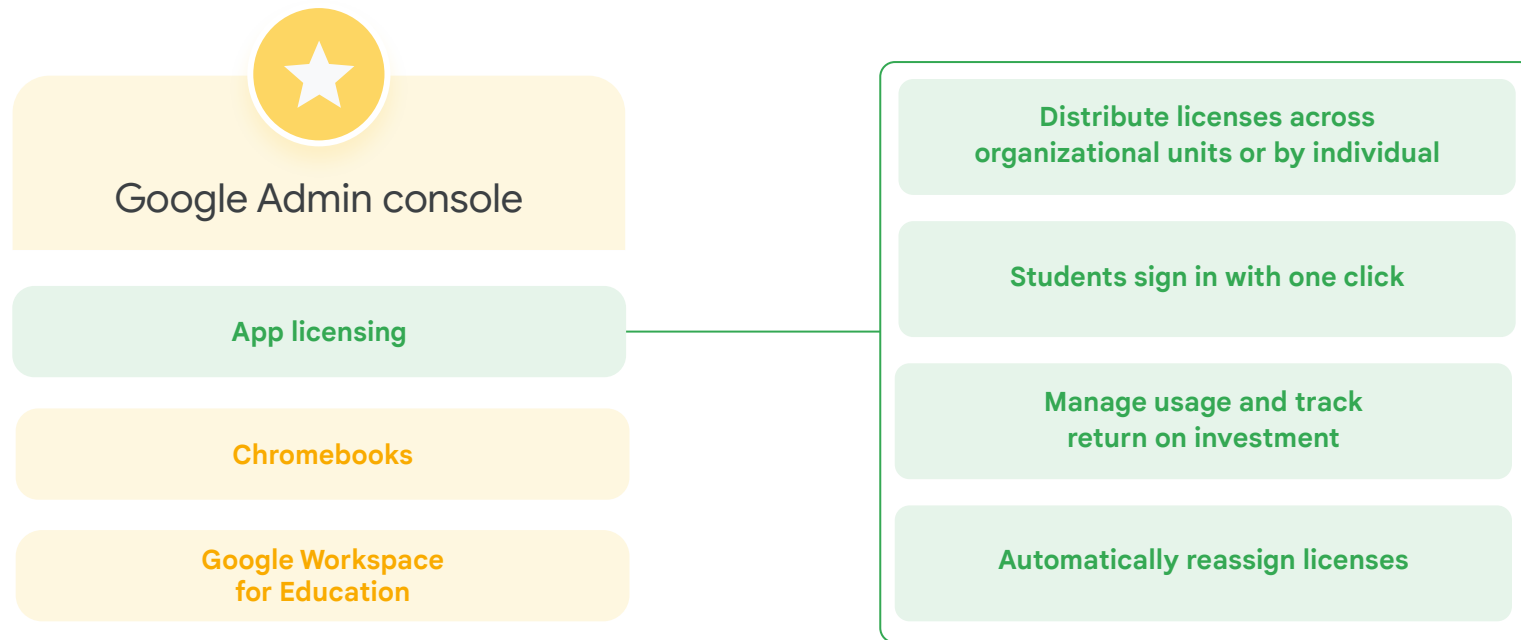 Google Admin console
App licensing
Chromebooks
Google Workspace
for Education
Distribute licenses across
organizational units or by individual
Students sign in with one click
Manage usage and track
return on investment
Automatically reassign licenses